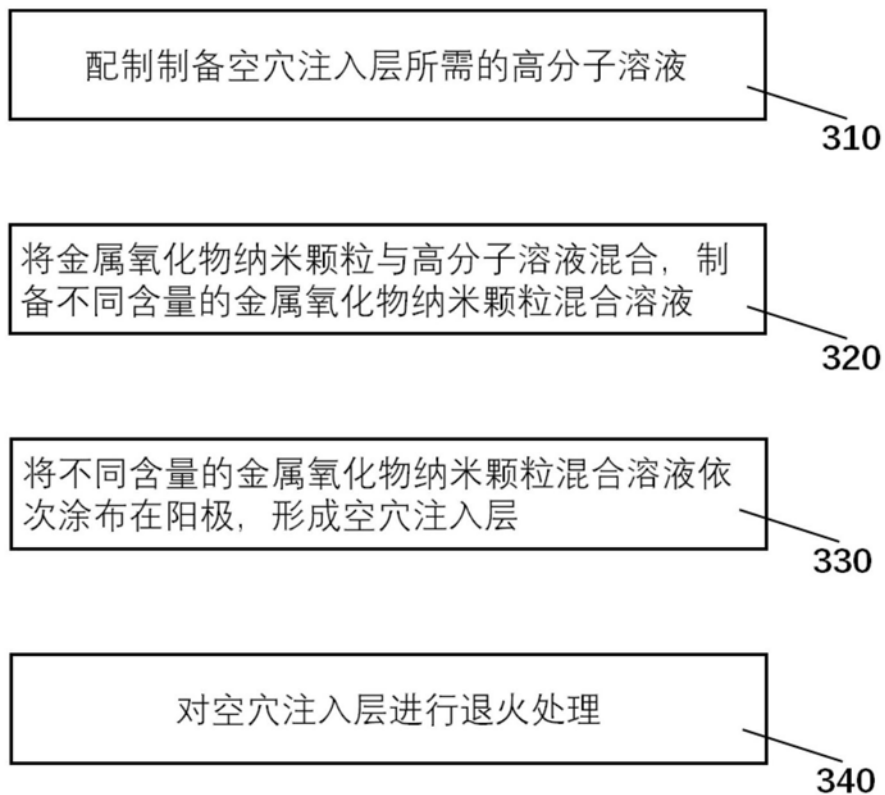 配制制备空穴注入层所需的高分子溶液
310
将金属氧化物纳米颗粒与高分子溶液混合，制
备不同含量的金属氧化物纳米颗粒混合溶液
320
将不同含量的金属氧化物纳米颗粒混合溶液依
次涂布在阳极，形成空穴注入层
330
对空穴注入层进行退火处理
340